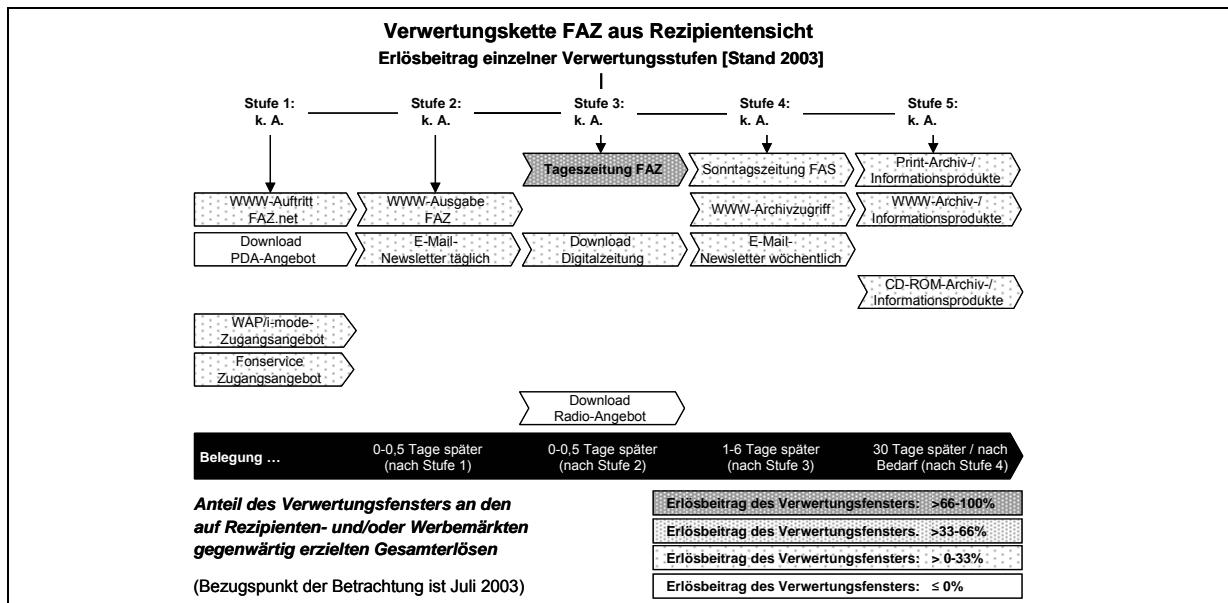 Verwertungskette FAZ aus Rezipientensicht
Erlösbeitrag einzelner Verwertungsstufen [Stand 2003]
Stufe 1:
k. A.
Stufe 2:
k. A.
Stufe 3:
k. A.
Stufe 4:
k. A.
Stufe 5:
k. A.
Tageszeitung FAZ
Sonntagszeitung FAS
Print-Archiv-/
Informationsprodukte
WWW-Auftritt
FAZ.net
WWW-Ausgabe
FAZ
WWW-Archivzugriff
WWW-Archiv-/
Informationsprodukte
Download
PDA-Angebot
E-Mail-
Newsletter täglich
Download
Digitalzeitung
E-Mail-
Newsletter wöchentlich
CD-ROM-Archiv-/
Informationsprodukte
WAP/i-mode-
Zugangsangebot
Fonservice
Zugangsangebot
Download
Radio-Angebot
Belegung ...
0-0,5 Tage später
(nach Stufe 1)
0-0,5 Tage später
(nach Stufe 2)
1-6 Tage später
(nach Stufe 3)
30 Tage später / nach
Bedarf (nach Stufe 4)
Anteil des Verwertungsfensters an den
auf Rezipienten- und/oder Werbemärkten
gegenwärtig erzielten Gesamterlösen
(Bezugspunkt der Betrachtung ist Juli 2003)
Erlösbeitrag des Verwertungsfensters: >66-100%
Erlösbeitrag des Verwertungsfensters. >33-66%
Erlösbeitrag des Verwertungsfensters: > 0-33%
Erlösbeitrag des Verwertungsfensters: ≤ 0%